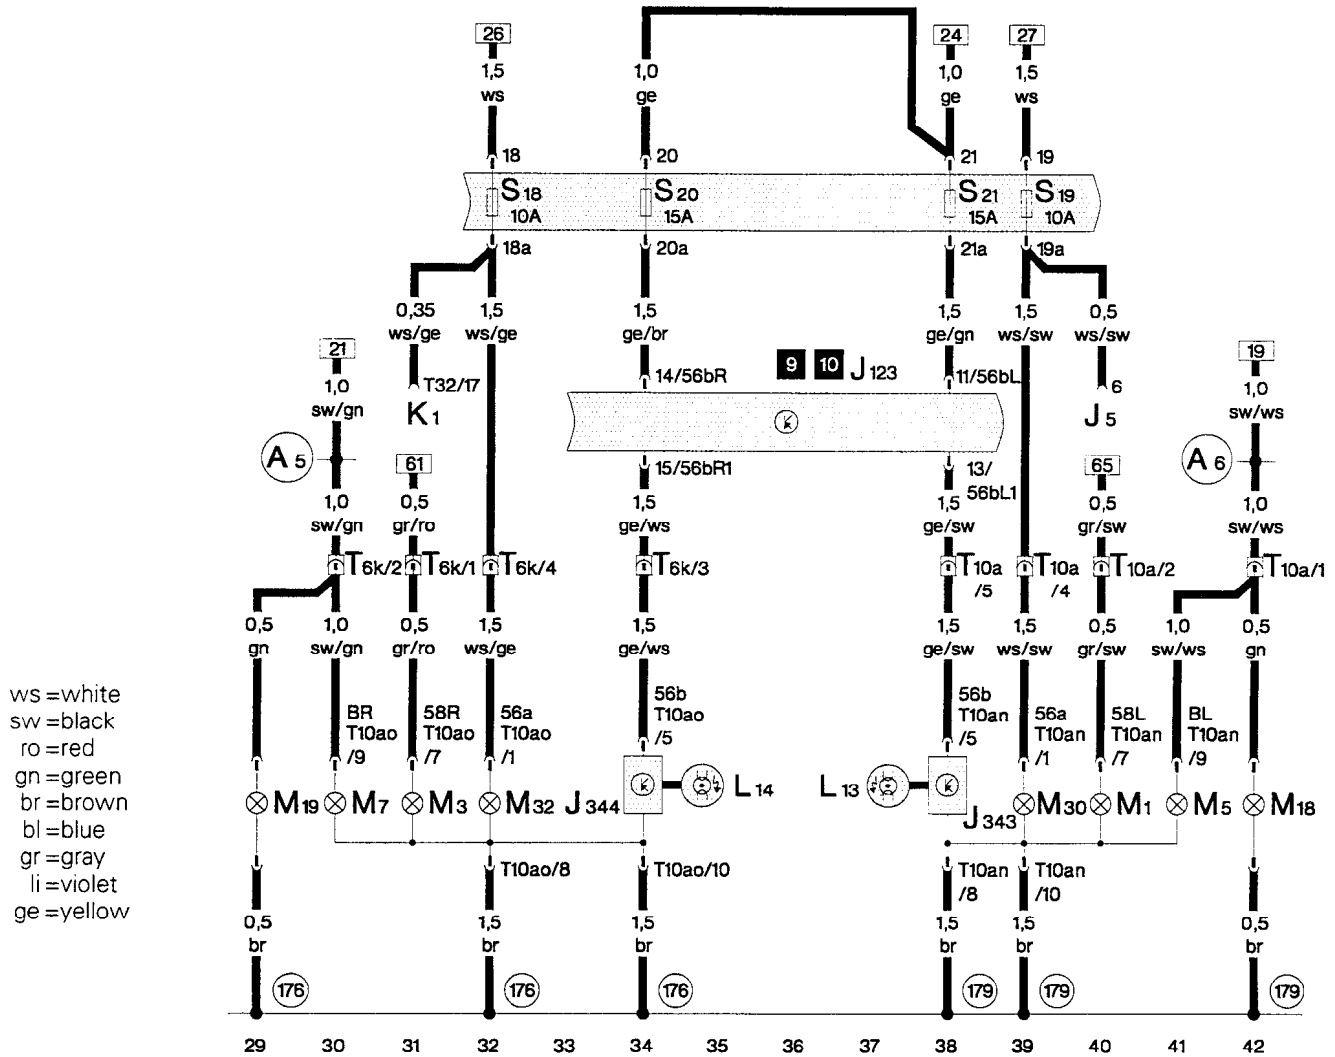 26 24 27
1,5 1,0 1,0 1,5
ws ge ge ws
18 20 21 19
S18 S20 S21 S19
10A 15A 15A 10A
18a 20a 21a 19a
0,35 1,5 1,5 1,5 1,5 0,5
ws/ge ws/ge ge/br ge/gn ws/sw ws/sw
21 19
9 10 J123
14/56bR 11/56bL
1,0 T32/17 6 1,0
sw/gn K1 J5 sw/ws
A5 A6
61 65
15/56bR1 13/
56bL1
1,0 0,5 1,5 1,5 0,5 1,0
sw/gn gr/ro ge/ws ge/sw gr/sw sw/ws
T6k/2 T6k/1 T6k/4 T6k/3 T10a T10a T10a/2 T10a/1
/5 /4
0,5 1,0 0,5 1,5 1,5 1,5 1,5 0,5 1,0 0,5
gn sw/gn gr/ro ws/ge ge/ws ge/sw ws/sw gr/sw sw/ws gn
ws=white
sw=black
ro=red
gn=green
br=brown
bl=blue
gr=gray
li=violet
ge=yellow
56b 56b
BR 58R 56a T10ao T10an 56a 58L BL
T10ao T10ao T10ao /5 /5 T10an T10an T10an
/9 /7 /1 /1 /7 /9
M19 M7 M3 M32 J344 L14 L13 J343 M30 M1 M5 M18
T10ao/8 T10ao/10 T10an T10an
/8 /10
0,5 1,5 1,5 1,5 1,5 0,5
br br br br br br
176 176 176 179 179 179
29 30 31 32 33 34 35 36 37 38 39 40 41 42